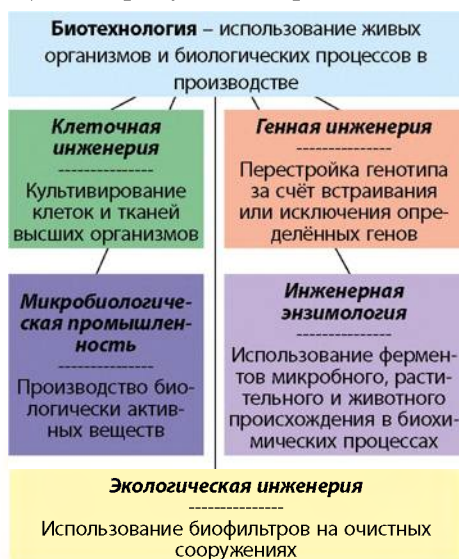 Биотехнология – использование живых
организмов и биологических процессов в
производстве
Клеточная
инженерия
---------------
Культивирование
клеток и тканей
высших организмов
Генная инженерия
---------------
Перестройка генотипа
за счёт встраивания
или исключения опре-
делённых генов
Микробиологиче-
ская промышлен-
ность
---------------
Производство био-
логически актив-
ных веществ
Инженерная
энзимология
---------------
Использование фермен-
тов микробного, расти-
тельного и животного
происхождения в биохи-
мических процессах
Экологическая инженерия
---------------
Использование биофильтров на очистных
сооружениях